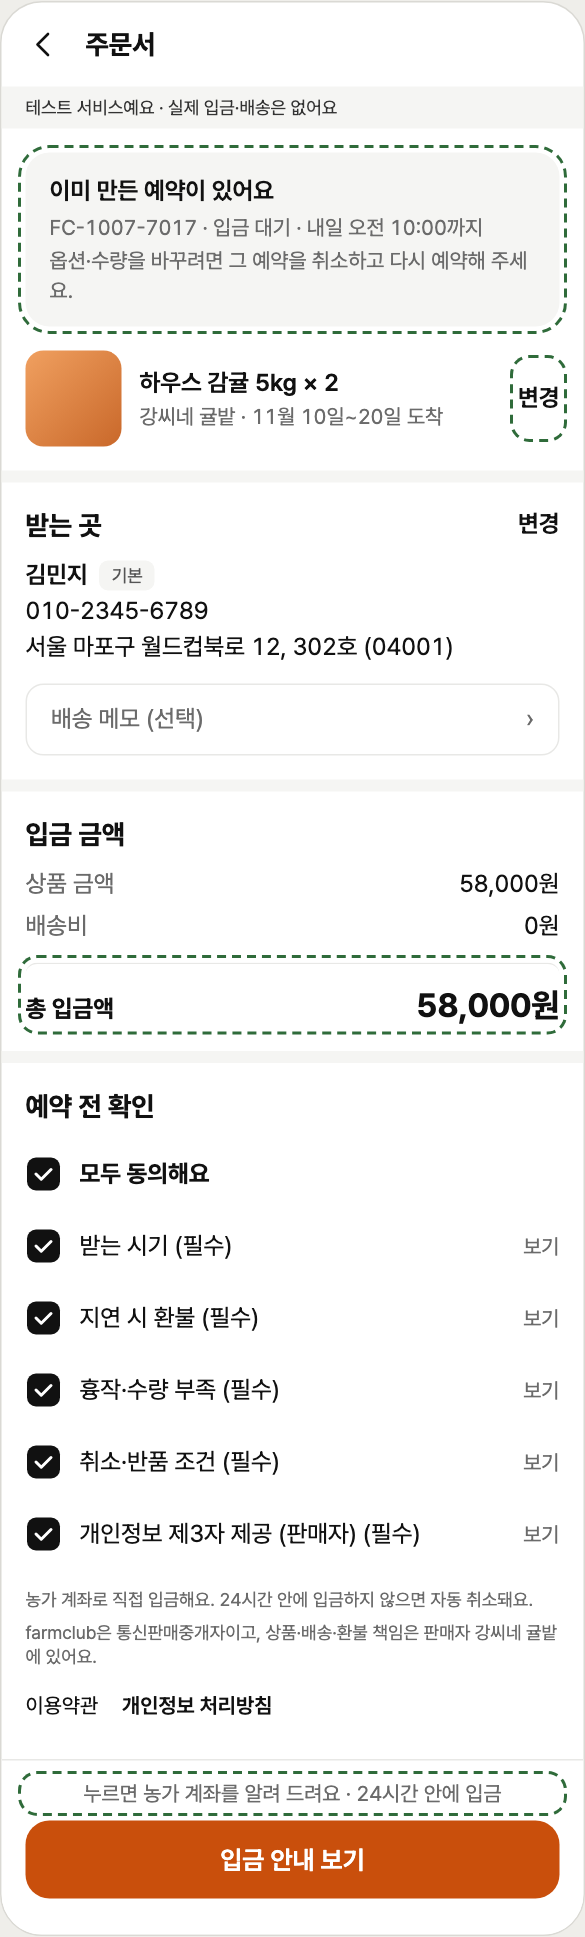 주문서
테스트 서비스예요 · 실제 입금·배송은 없어요
이미 만든 예약이 있어요
FC-1007-7017 · 입금 대기 · 내일 오전 10:00까지
옵션·수량을 바꾸려면 그 예약을 취소하고 다시 예약해 주세
요.
하우스 감귤 5kg × 2
강씨네 귤밭 · 11월 10일~20일 도착
변경
받는 곳
변경
김민지 기본
010-2345-6789
서울 마포구 월드컵북로 12, 302호 (04001)
배송 메모 (선택) ›
입금 금액
상품 금액 58,000원
배송비 0원
총 입금액 58,000원
예약 전 확인
모두 동의해요
받는 시기 (필수) 보기
지연 시 환불 (필수) 보기
흉작·수량 부족 (필수) 보기
취소·반품 조건 (필수) 보기
개인정보 제3자 제공 (판매자) (필수) 보기
농가 계좌로 직접 입금해요. 24시간 안에 입금하지 않으면 자동 취소돼요.
farmclub은 통신판매중개자이고, 상품·배송·환불 책임은 판매자 강씨네 귤밭
에 있어요.
이용약관 개인정보 처리방침
누르면 농가 계좌를 알려 드려요 · 24시간 안에 입금
입금 안내 보기